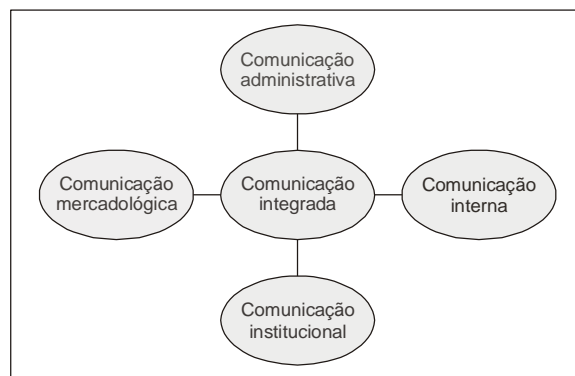 Comunicação
administrativa
Comunicação
mercadológica
Comunicação
integrada
Comunicação
interna
Comunicação
institucional